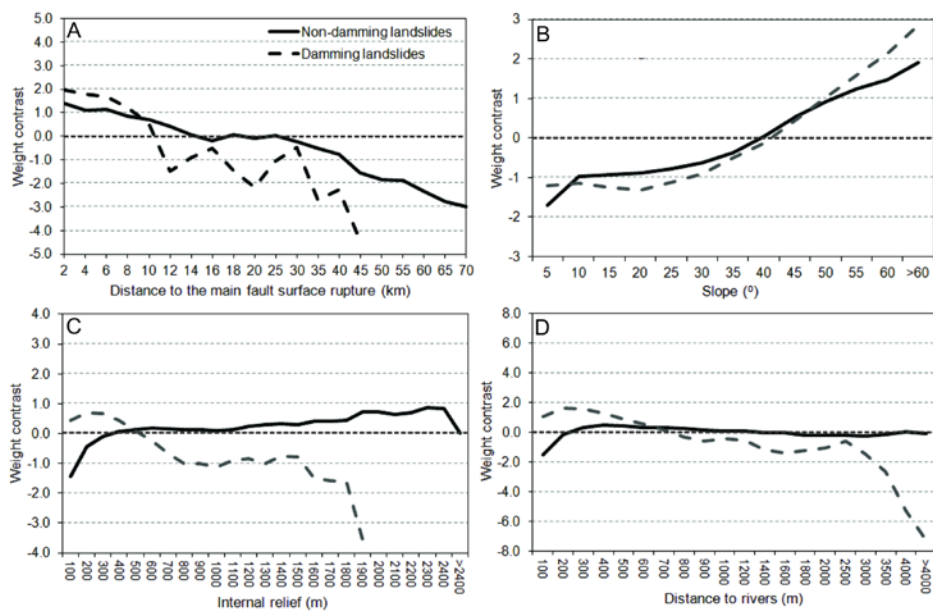 A
5.0
4.0
3.0
2.0
1.0
0.0
-1.0
-2.0
-3.0
-4.0
-5.0
Weight contrast
Non-damming landslides
Damming landslides
2 4 6 8 10 12 14 16 18 20 25 30 35 40 45 50 55 60 65 70
Distance to the main fault surface rupture (km)
B
3
2
1
0
-1
-2
-3
Weight contrast
5 10 15 20 25 30 35 40 45 50 55 60 >60
Slope (⁰)
C
4.0
3.0
2.0
1.0
0.0
-1.0
-2.0
-3.0
-4.0
Weight contrast
100 200 300 400 500 600 700 800 900 1000 1100 1200 1300 1400 1500 1600 1700 1800 1900 2000 2100 2200 2300 2400 >2400
Internal relief (m)
D
8.0
6.0
4.0
2.0
0.0
-2.0
-4.0
-6.0
-8.0
Weight contrast
100 200 300 400 500 600 700 800 900 1000 1200 1400 1600 1800 2000 2500 3000 3500 4000 >4000
Distance to rivers (m)